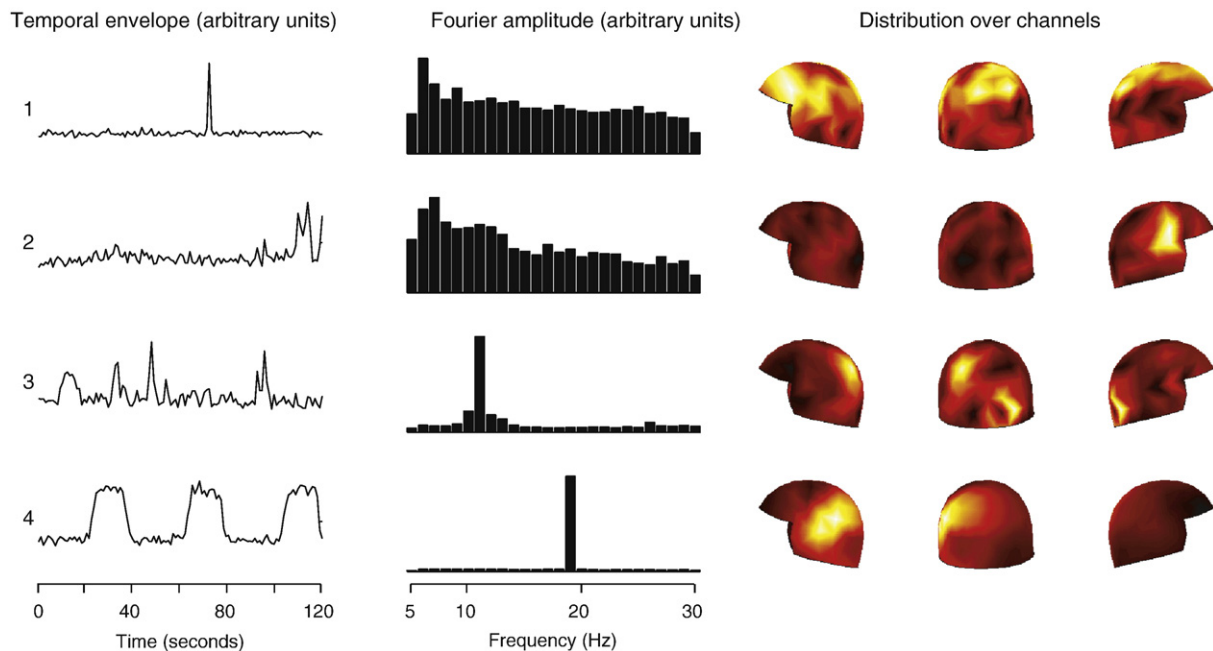 Temporal envelope (arbitrary units) Fourier amplitude (arbitrary units) Distribution over channels
1
2
3
4
0 40 80 120 5 10 20 30
Time (seconds) Frequency (Hz)